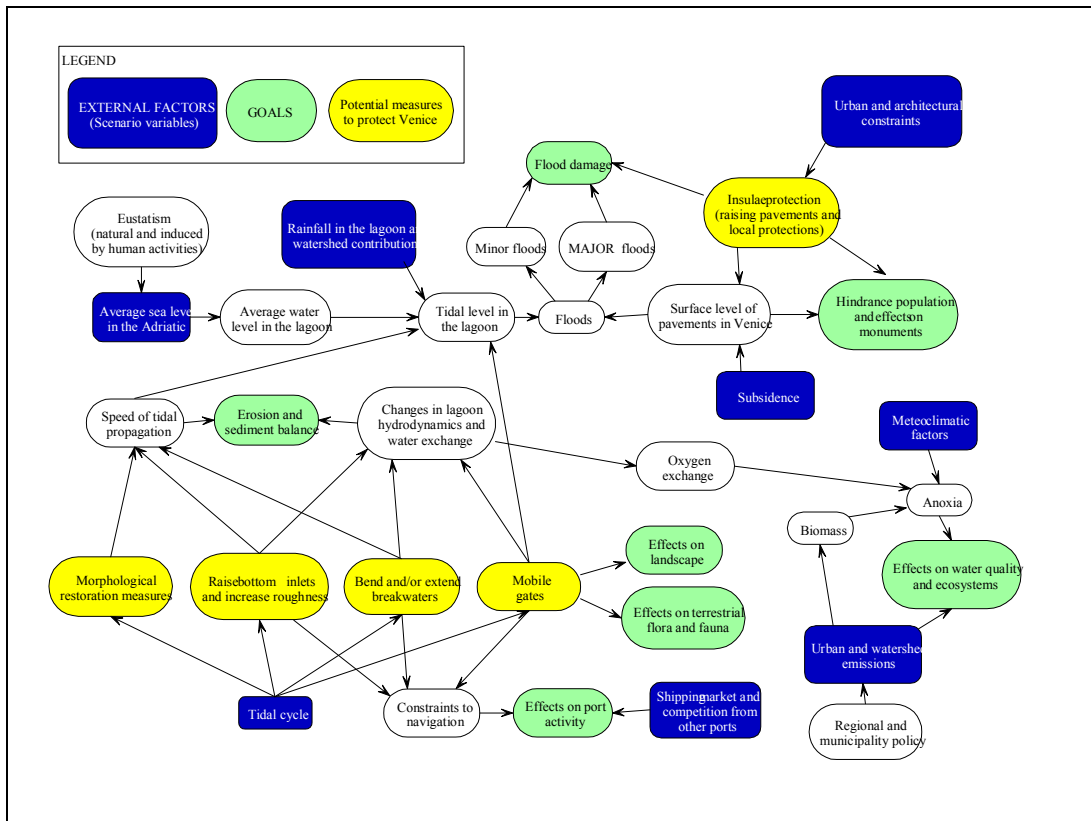 LEGEND
EXTERNAL FACTORS
(Scenario variables)
GOALS
Potential measures
to protect Venice
Urban and architectural
constraints
Flood damage
Insulaeprotection
(raising pavements and
local protections)
Eustatism
(natural and induced
by human activities)
Rainfall in the lagoon a
watershed contribution
Minor floods
MAJOR floods
Average sea leve
in the Adriatic
Average water
level in the lagoon
Tidal level in
the lagoon
Floods
Surface level of
pavements in Venice
Hindrance population
and effectson
monuments
Subsidence
Speed of tidal
propagation
Erosion and
sediment balance
Changes in lagoon
hydrodynamics and
water exchange
Meteoclimatic
factors
Oxygen
exchange
Anoxia
Biomass
Effects on
landscape
Effects on water quality
and ecosystems
Morphological
restoration measures
Raisebottom inlets
and increase roughness
Bend and/or extend
breakwaters
Mobile
gates
Effects on terrestrial
flora and fauna
Urban and watershed
emissions
Tidal cycle
Constraints to
navigation
Effects on port
activity
Shippingmarket and
competition from
other ports
Regional and
municipality policy